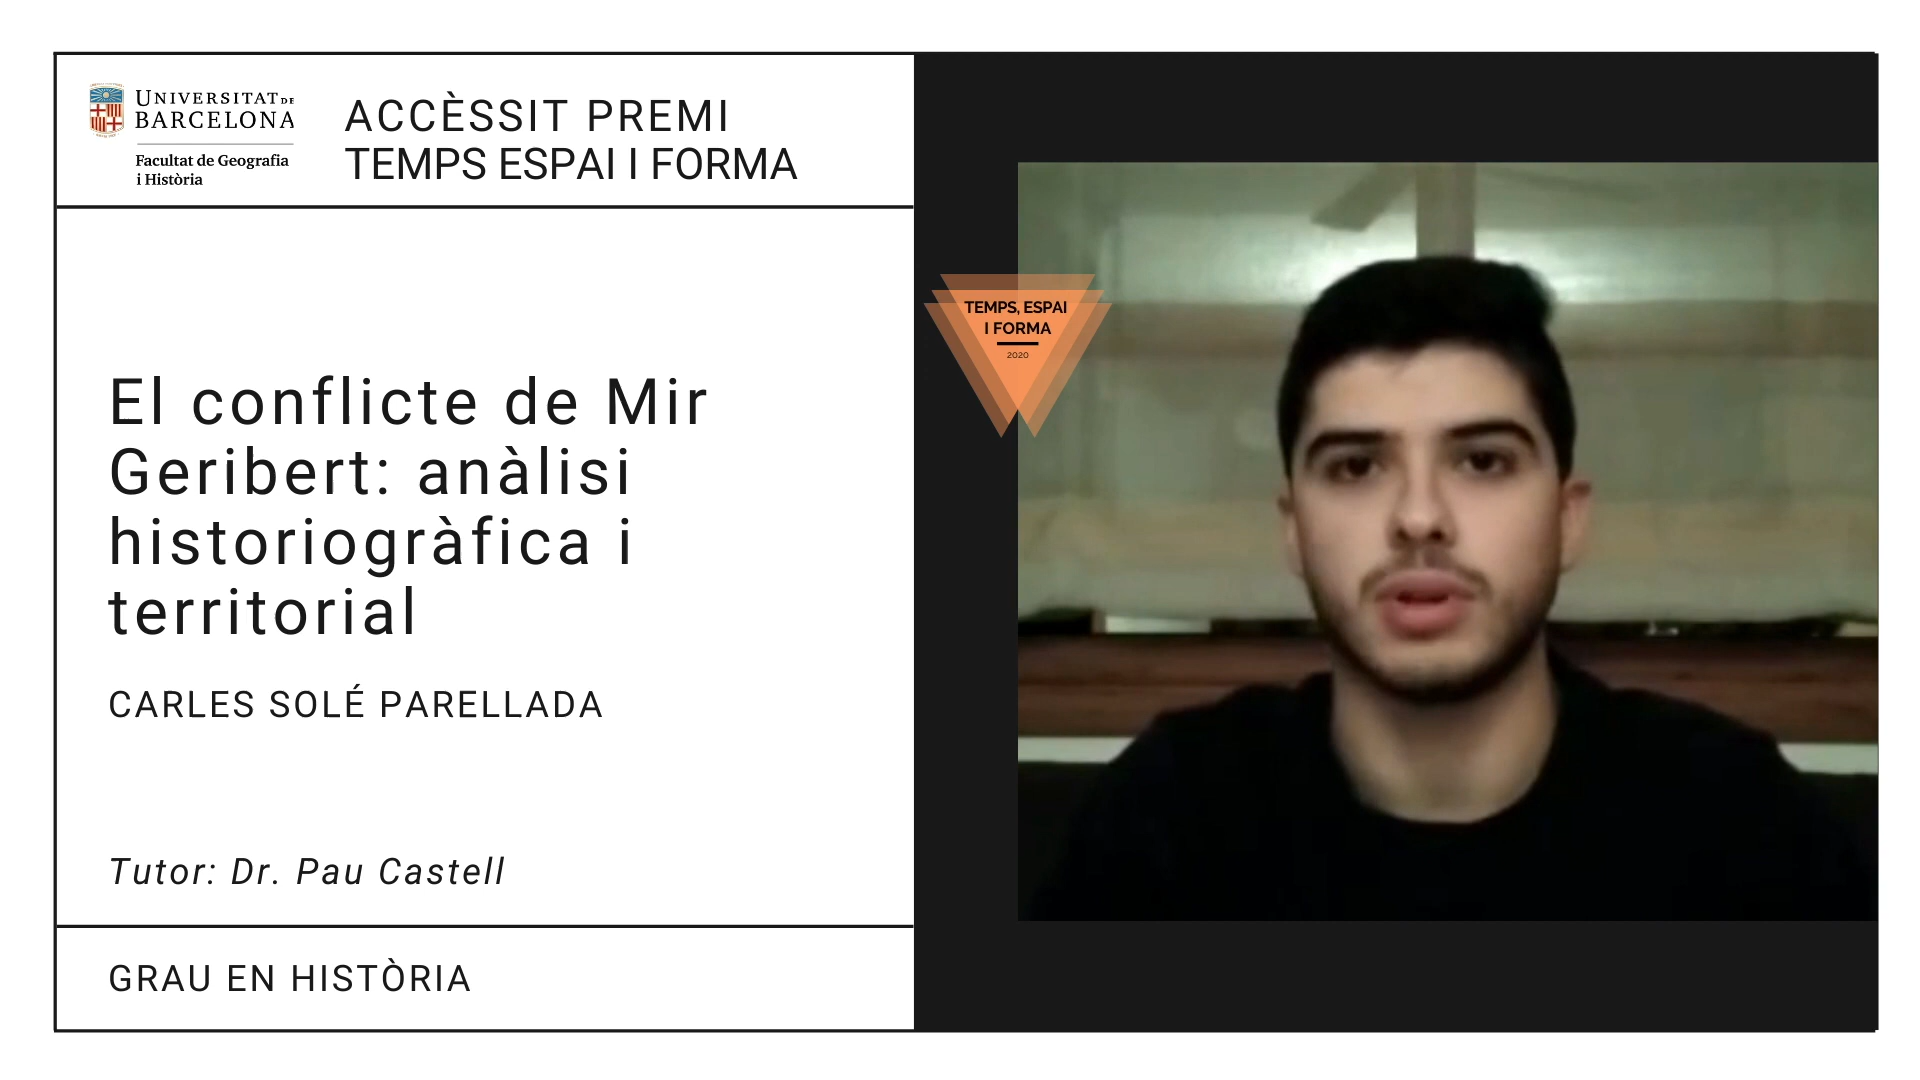 UNIVERSITAT DE
BARCELONA
Facultat de Geografia
i Història
ACCÈSSIT PREMI
TEMPS ESPAI I FORMA
El conflicte de Mir
Geribert: anàlisi
historiogràfica i
territorial
CARLES SOLÉ PARELLADA
Tutor: Dr. Pau Castell
GRAU EN HISTÒRIA
TEMPS, ESPAI
I FORMA
2020